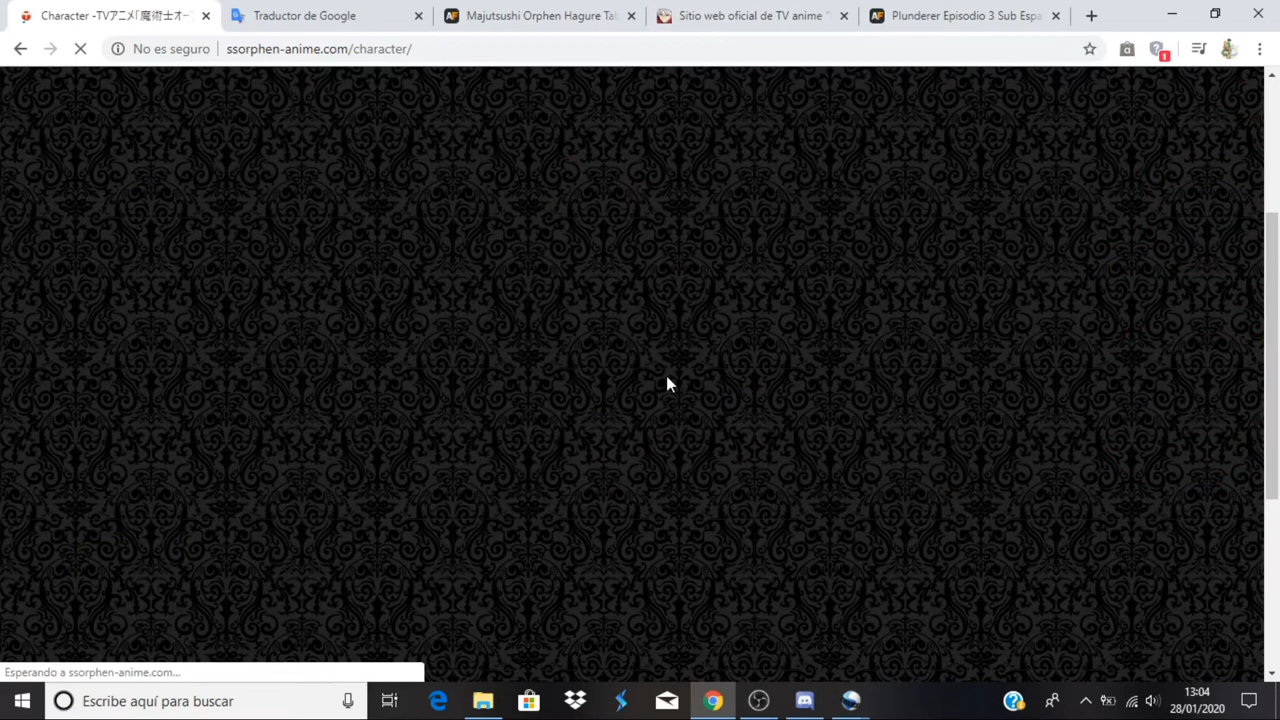 Character -TVアニメ「魔術士オー
Traductor de Google
Majutsushi Orphen Hagure Tab
Sitio web oficial de TV anime "
Plunderer Episodio 3 Sub Espa
No es seguro
ssorphen-anime.com/character/
1
Esperando a ssorphen-anime.com...
Escribe aquí para buscar
13:04
28/01/2020